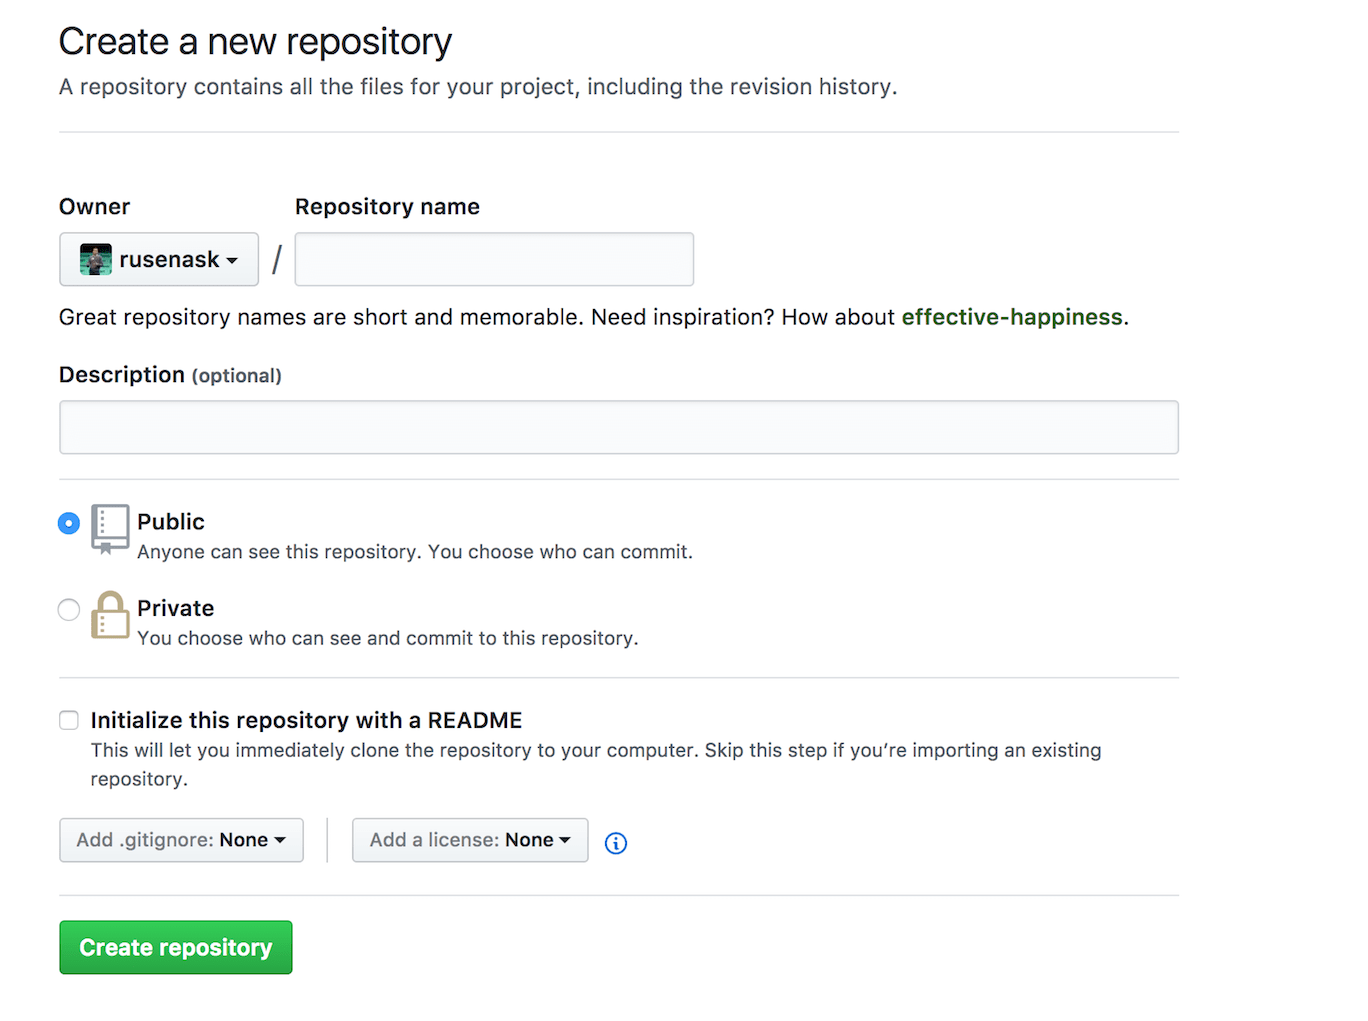 Create a new repository
A repository contains all the files for your project, including the revision history.
Owner
Repository name
rusenask
/
Great repository names are short and memorable. Need inspiration? How about effective-happiness.
Description (optional)
Public
Anyone can see this repository. You choose who can commit.
Private
You choose who can see and commit to this repository.
Initialize this repository with a README
This will let you immediately clone the repository to your computer. Skip this step if you’re importing an existing
repository.
Add .gitignore: None
Add a license: None
Create repository